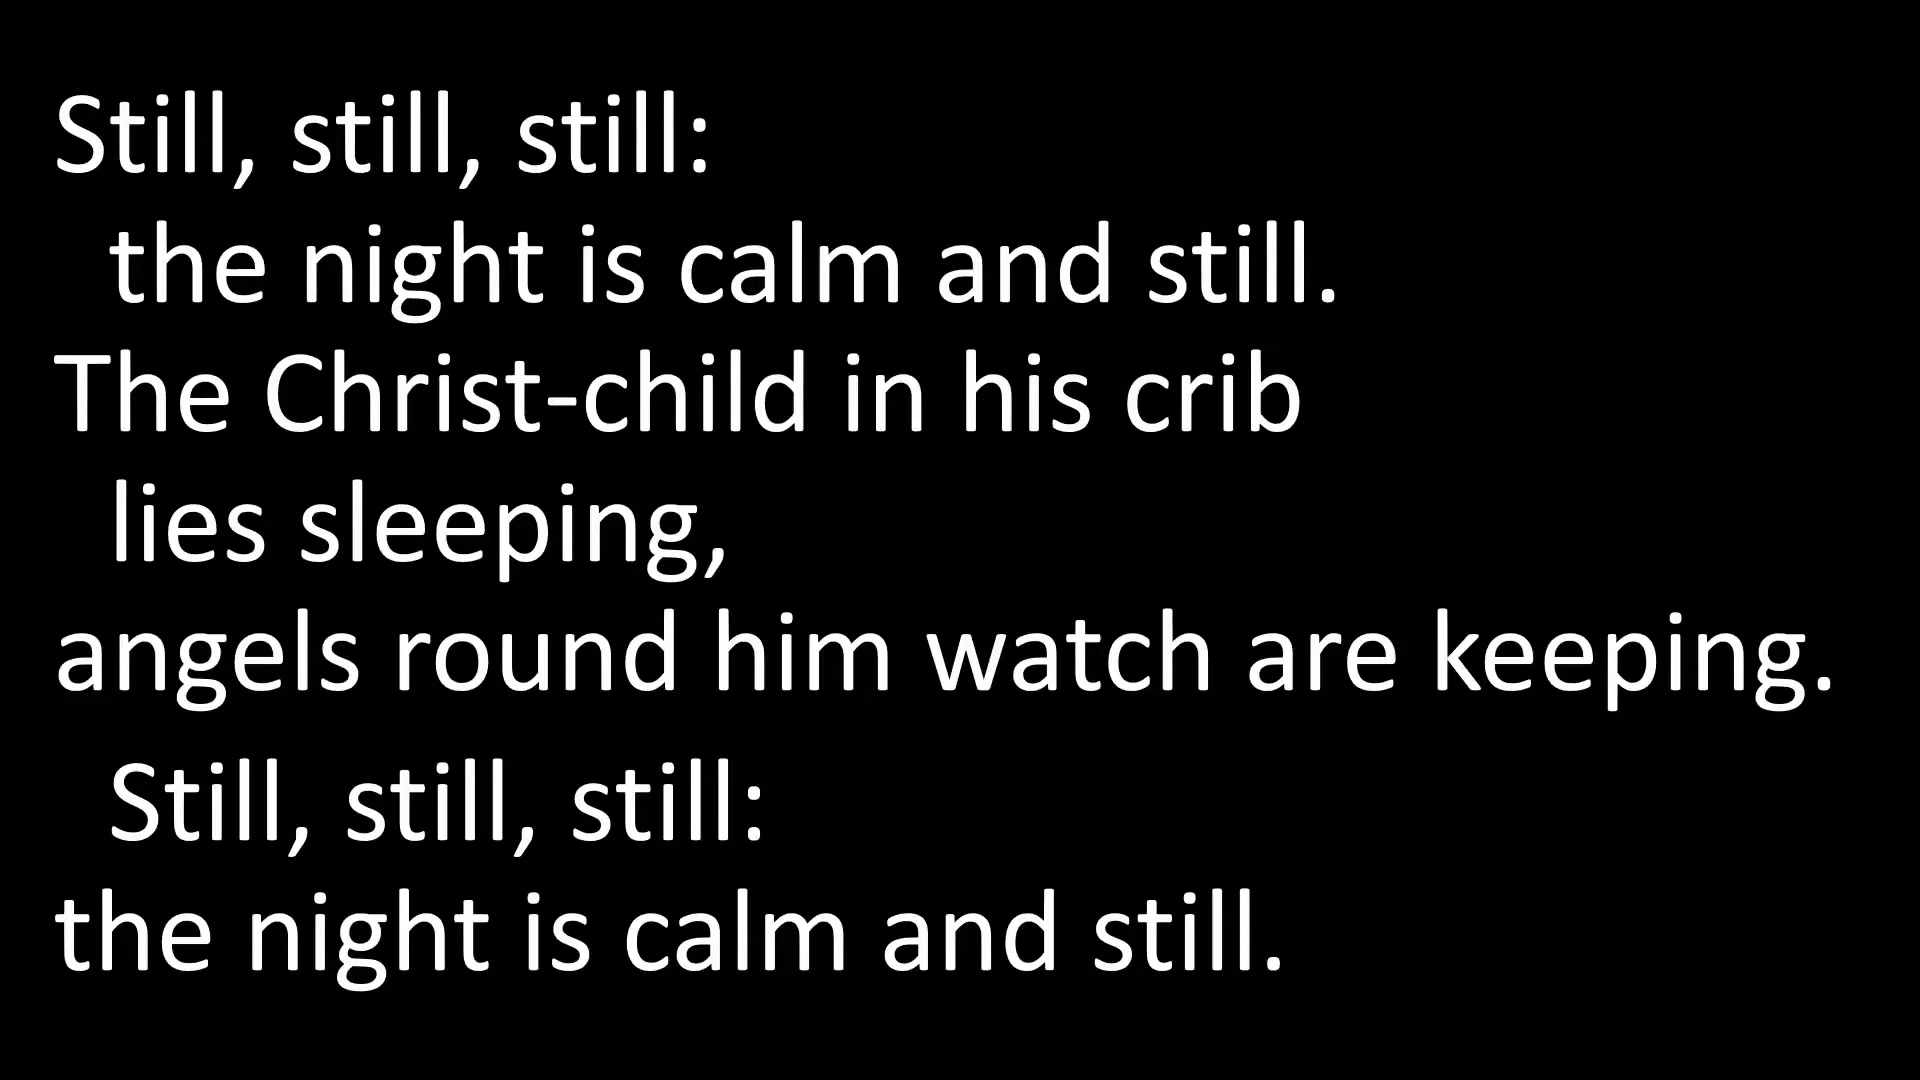 Still, still, still:
the night is calm and still.
The Christ-child in his crib
lies sleeping,
angels round him watch are keeping.
Still, still, still:
the night is calm and still.